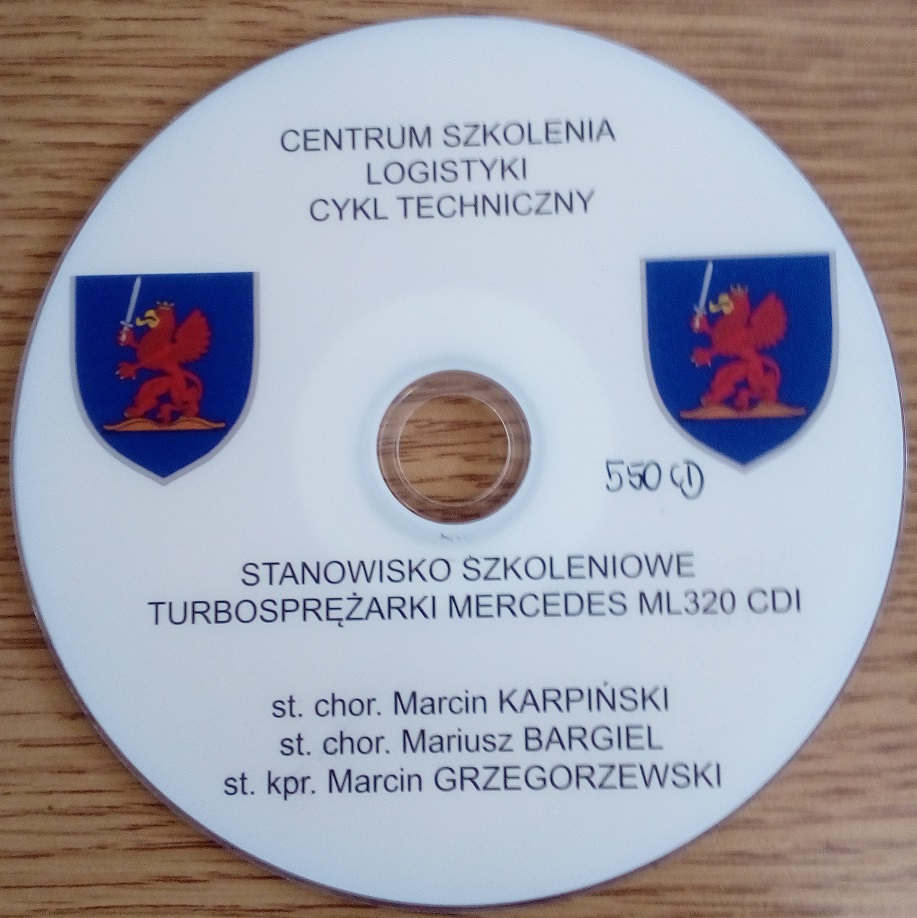 CENTRUM SZKOLENIA
LOGISTYKI
CYKL TECHNICZNY
550 CD
STANOWISKO SZKOLENIOWE
TURBOSPRĘŻARKI MERCEDES ML320 CDI
st. chor. Marcin KARPIŃSKI
st. chor. Mariusz BARGIEL
st. kpr. Marcin GRZEGORZEWSKI